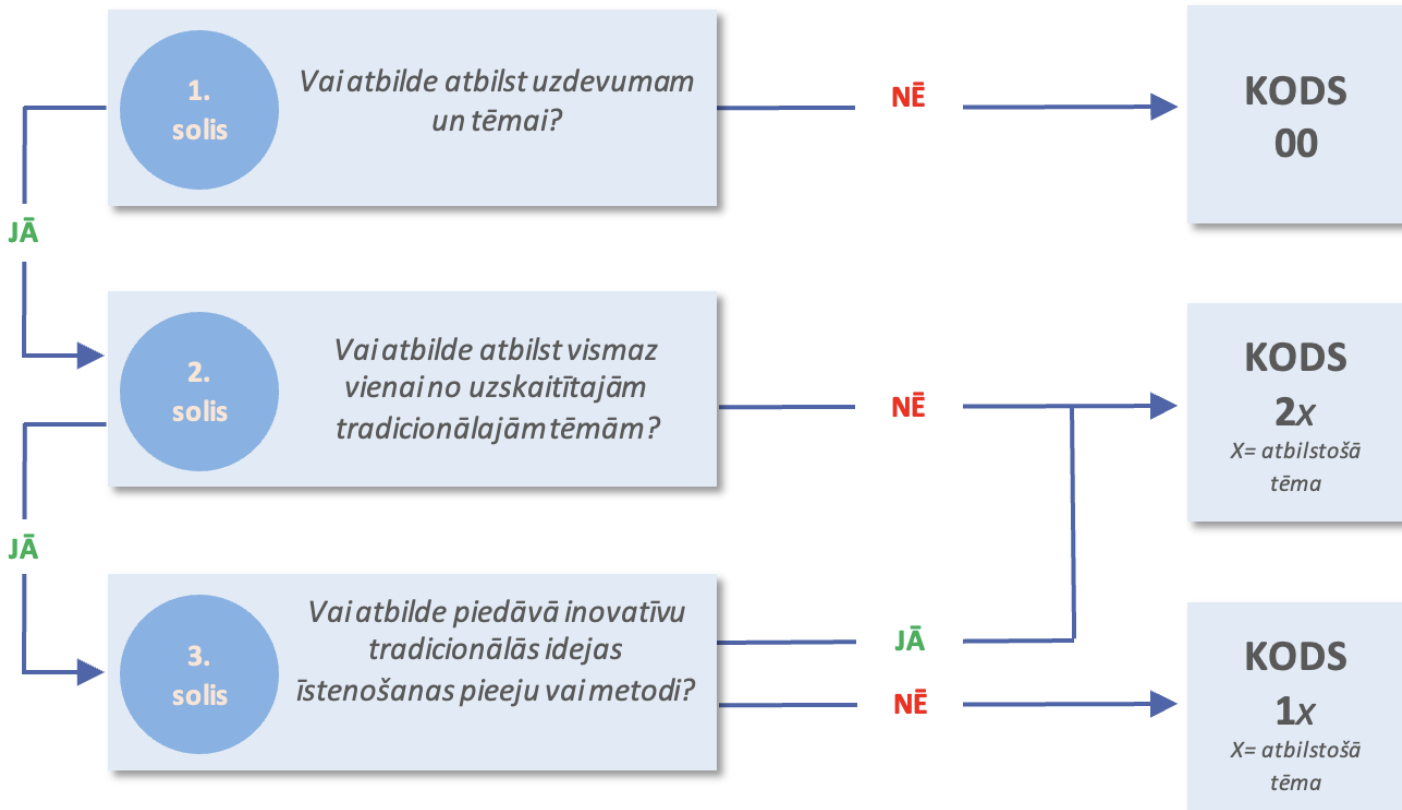 1.
solis
Vai atbilde atbilst uzdevumam
un tēmai?
NĒ
KODS
00
JĀ
2.
solis
Vai atbilde atbilst vismaz
vienai no uzskaitītajām
tradicionālajām tēmām?
NĒ
KODS
2X
X= atbilstošā
tēma
JĀ
3.
solis
Vai atbilde piedāvā inovatīvu
tradicionālās idejas
īstenošanas pieeju vai metodi?
JĀ
NĒ
KODS
1X
X= atbilstošā
tēma